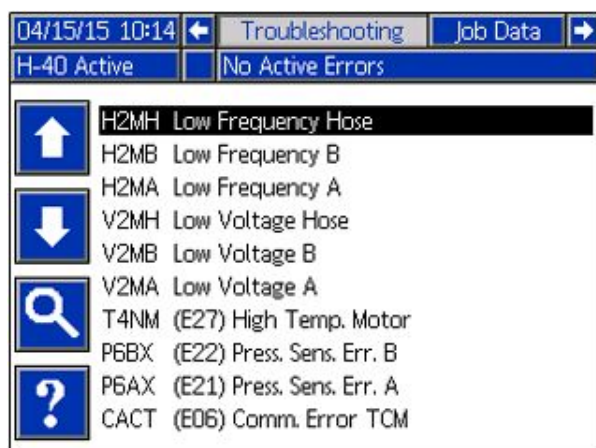 04/15/15 10:14 Troubleshooting Job Data
H-40 Active No Active Errors
H2MH Low Frequency Hose
H2MB Low Frequency B
H2MA Low Frequency A
V2MH Low Voltage Hose
V2MB Low Voltage B
V2MA Low Voltage A
T4NM (E27) High Temp. Motor
P6BX (E22) Press. Sens. Err. B
P6AX (E21) Press. Sens. Err. A
CACT (E06) Comm. Error TCM
?